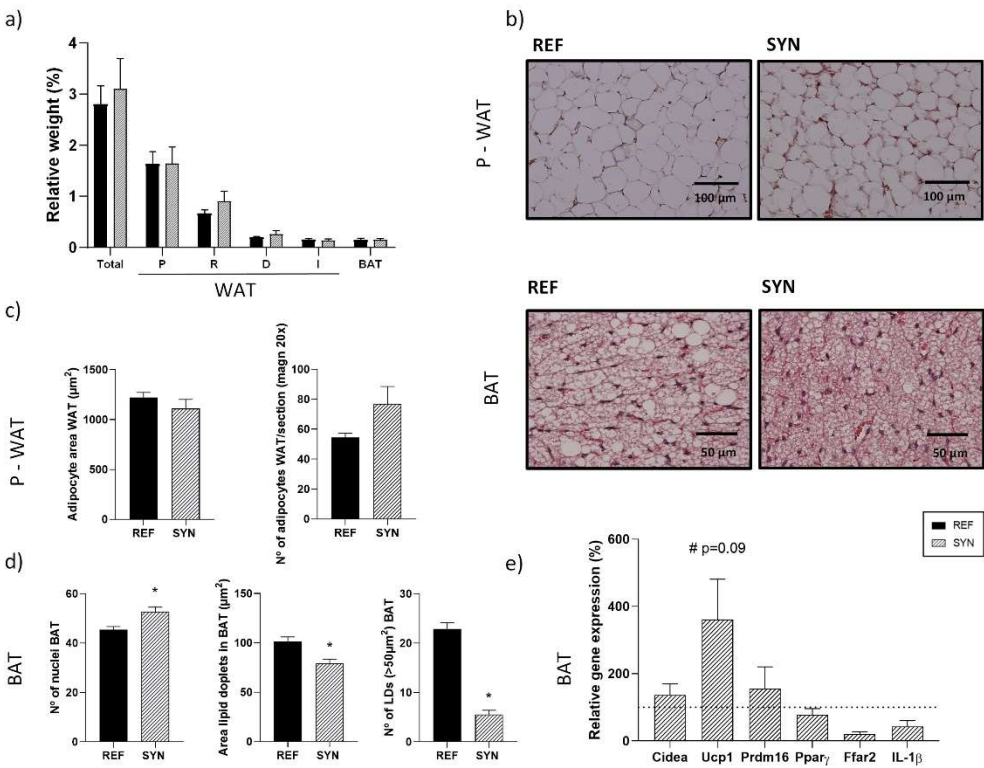 a)
Relative weight (%)
4
3
2
1
0
Total P R D I BAT
WAT
b)
REF SYN
P - WAT
100 µm 100 µm
REF SYN
BAT
50 µm 50 µm
c)
P - WAT
Adipocyte area WAT (µm²)
1500
1000
500
0
REF SYN
Nº of adipocytes WAT/section (magn 20x)
100
80
60
40
20
0
REF SYN
d)
BAT
Nº of nuclei BAT
60
40
20
0
*
REF SYN
Area lipid doplets in BAT (µm²)
150
100
50
0
*
REF SYN
Nº of LDs (>50µm²) BAT
30
20
10
0
*
REF SYN
REF
SYN
e)
BAT
Relative gene expression (%)
600
400
200
0
# p=0.09
Cidea Ucp1 Prdm16 Pparγ Ffar2 IL-1β